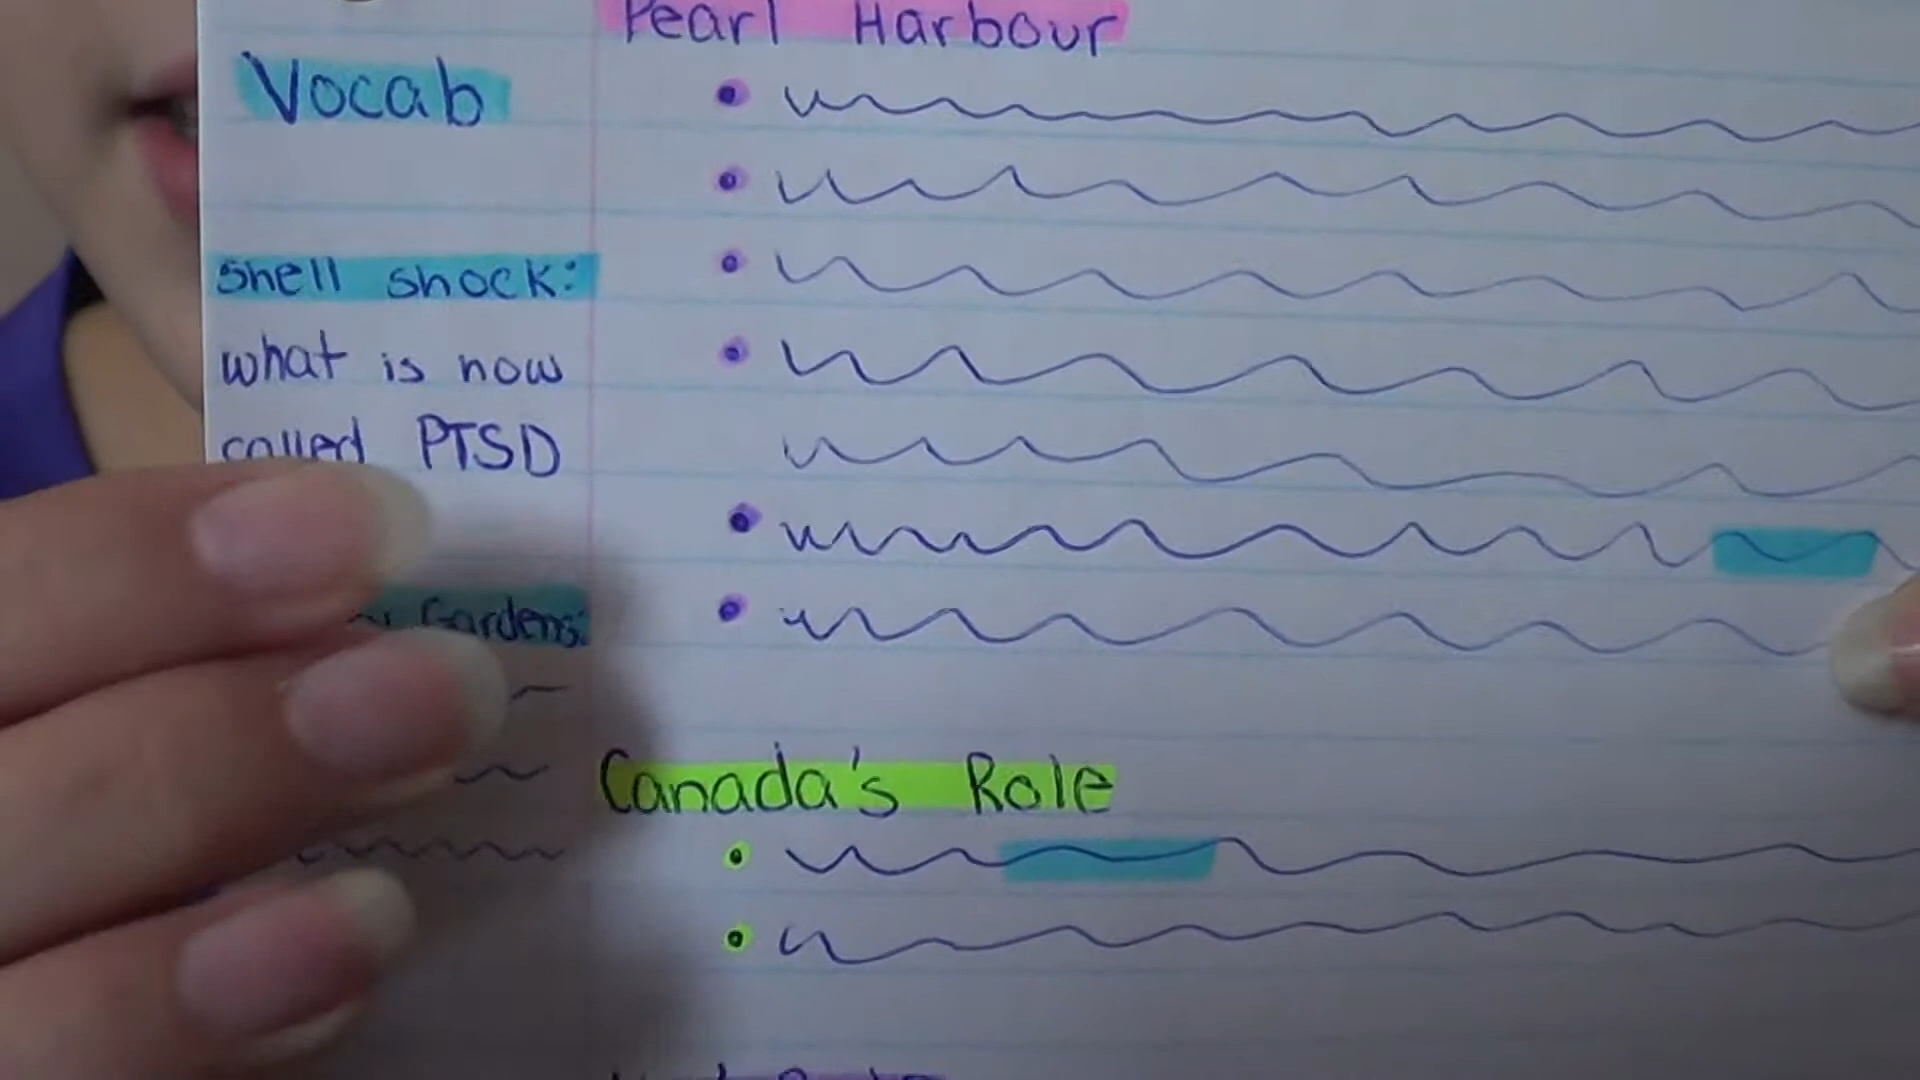 Pearl Harbour
Vocab
Shell shock:
what is now
called PTSD
Gardens:
Canada's Role